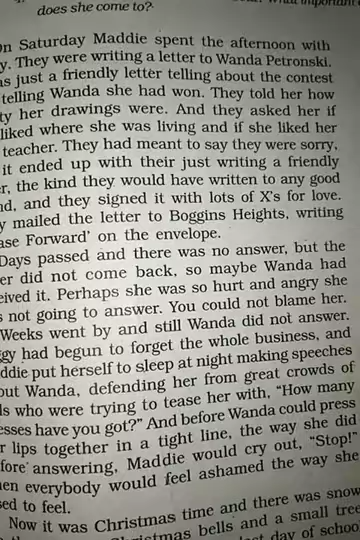 does she come to?
On Saturday Maddie spent the afternoon with
y. They were writing a letter to Wanda Petronski.
as just a friendly letter telling about the contest
telling Wanda she had won. They told her how
ty her drawings were. And they asked her if
liked where she was living and if she liked her
teacher. They had meant to say they were sorry,
it ended up with their just writing a friendly
er, the kind they would have written to any good
nd, and they signed it with lots of X's for love.
y mailed the letter to Boggins Heights, writing
ase Forward' on the envelope.
Days passed and there was no answer, but the
er did not come back, so maybe Wanda had
eived it. Perhaps she was so hurt and angry she
s not going to answer. You could not blame her.
Weeks went by and still Wanda did not answer.
gy had begun to forget the whole business, and
ddie put herself to sleep at night making speeches
out Wanda, defending her from great crowds of
ls who were trying to tease her with, "How many
esses have you got?" And before Wanda could press
r lips together in a tight line, the way she did
fore answering, Maddie would cry out, "Stop!"
en everybody would feel ashamed the way she
sed to feel.
Now it was Christmas time and there was snow
istmas bells and a small tree
day of schoo